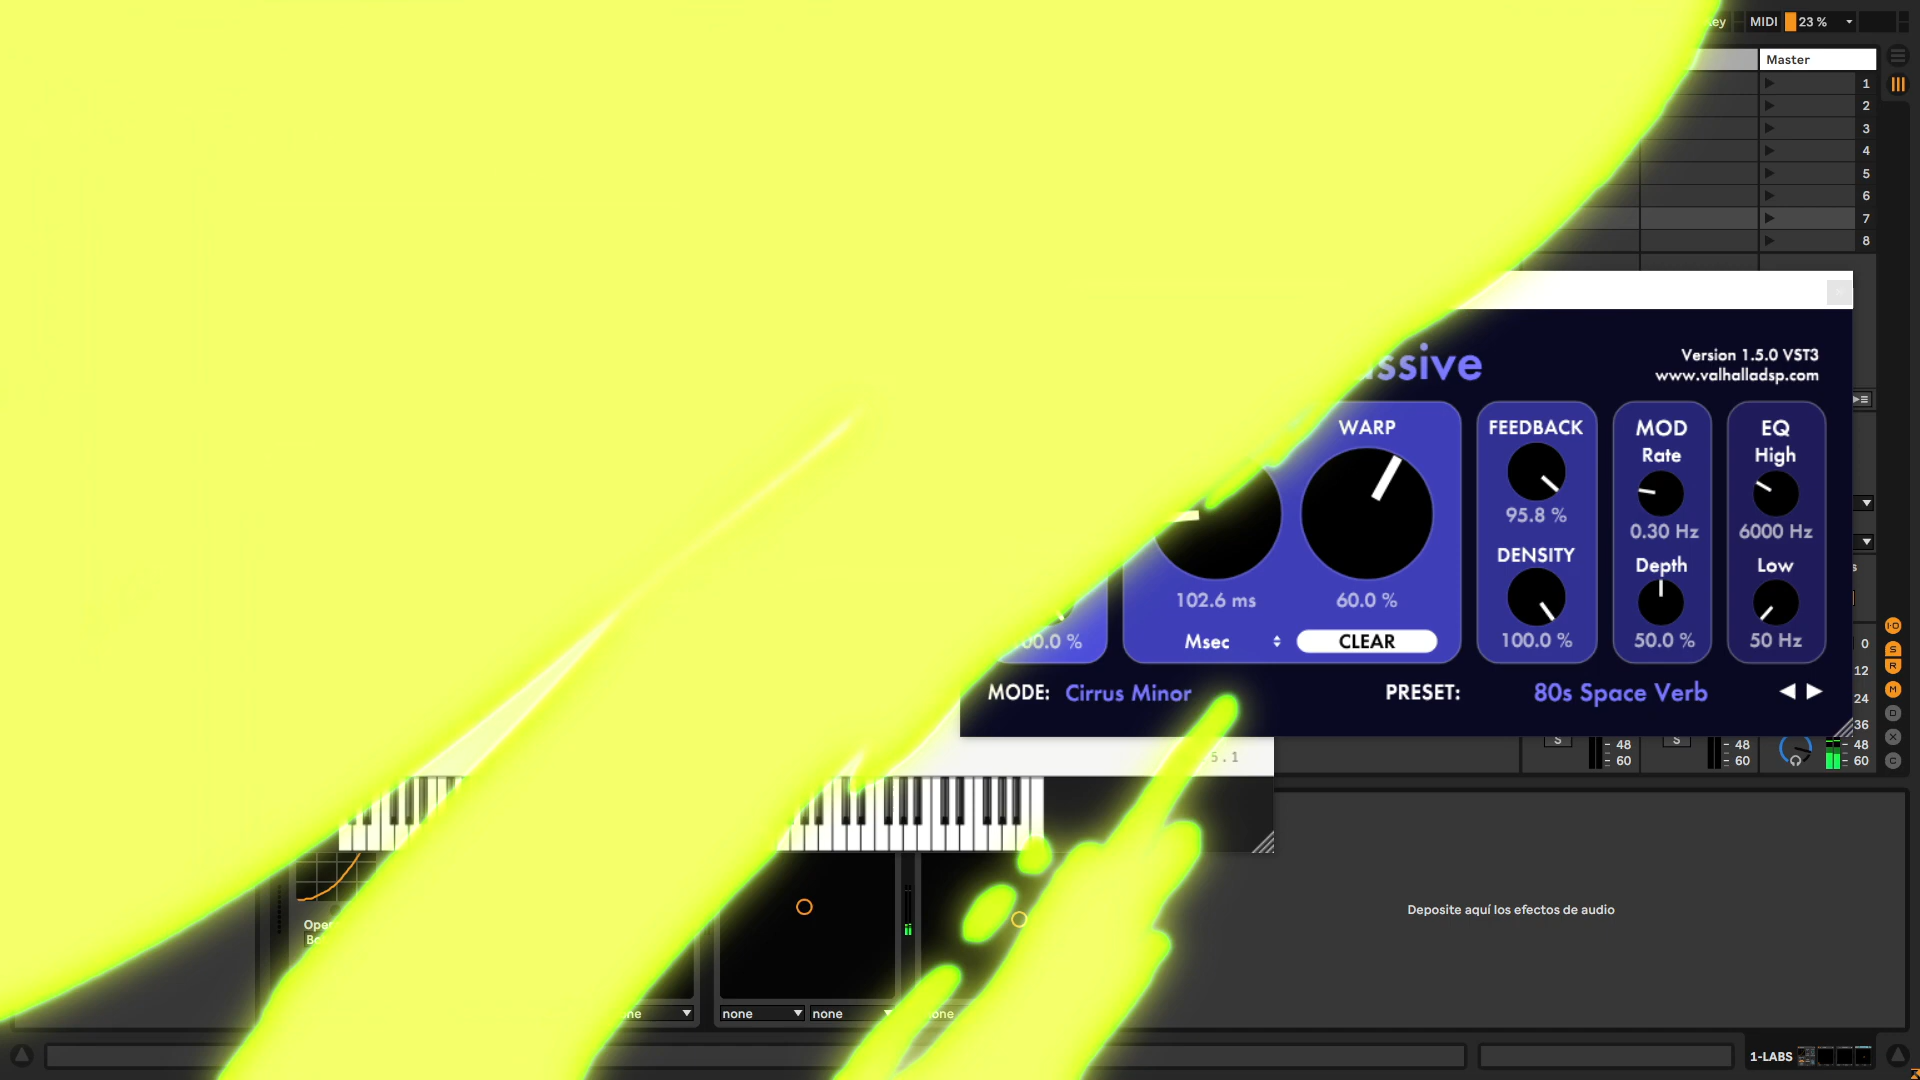 MIDI 23 %
Master
1
2
3
4
5
6
7
8
Version 1.5.0 VST3
www.valhalladsp.com
WARP FEEDBACK MOD EQ
Rate High
95.8 % 0.30 Hz 6000 Hz
DENSITY Depth Low
102.6 ms 60.0 %
Msec CLEAR 100.0 % 50.0 % 50 Hz
MODE: Cirrus Minor PRESET: 80s Space Verb
0
12
24
36
S S 48 48 48
60 60 60
5.1
I·O
S
R
M
D
X
C
Deposite aquí los efectos de audio
none none
1-LABS